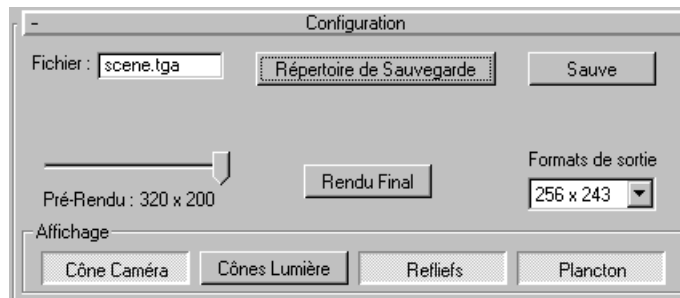 - Configuration
Fichier : scene.tga Répertoire de Sauvegarde Sauve
Formats de sortie
Rendu Final
Pré-Rendu : 320 x 200 256 x 243
Affichage
Cône Caméra Cônes Lumière Refliefs Plancton